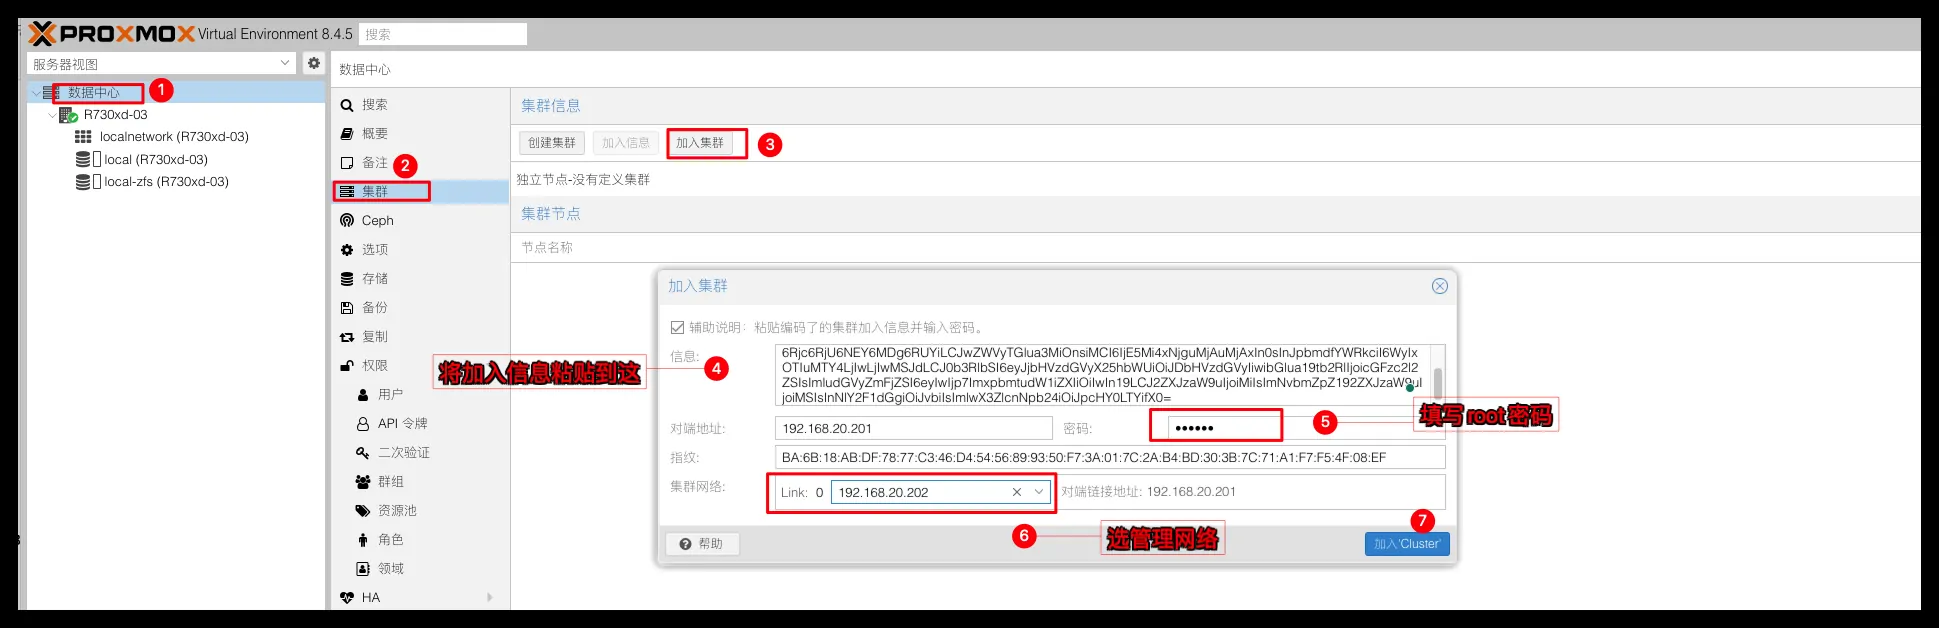 PROXMOX Virtual Environment 8.4.5 搜索
服务器视图
数据中心
1
R730xd-03
localnetwork (R730xd-03)
local (R730xd-03)
local-zfs (R730xd-03)
数据中心
搜索
概要
备注
2
集群
Ceph
选项
存储
备份
复制
权限
用户
API 令牌
二次验证
群组
资源池
角色
领域
HA
集群信息
创建集群 加入信息 加入集群
3
独立节点-没有定义集群
集群节点
节点名称
加入集群
辅助说明：粘贴编码了的集群加入信息并输入密码。
信息:
4
将加入信息粘贴到这
对端地址: 192.168.20.201 密码: ••••••
5
填写 root 密码
指纹: BA:6B:18:AB:DF:78:77:C3:46:D4:54:56:89:93:50:F7:3A:01:7C:2A:B4:BD:30:3B:7C:71:A1:F7:F5:4F:08:EF
集群网络: Link: 0 192.168.20.202 对端链接地址: 192.168.20.201
6
选管理网络
7
帮助 加入'Cluster'